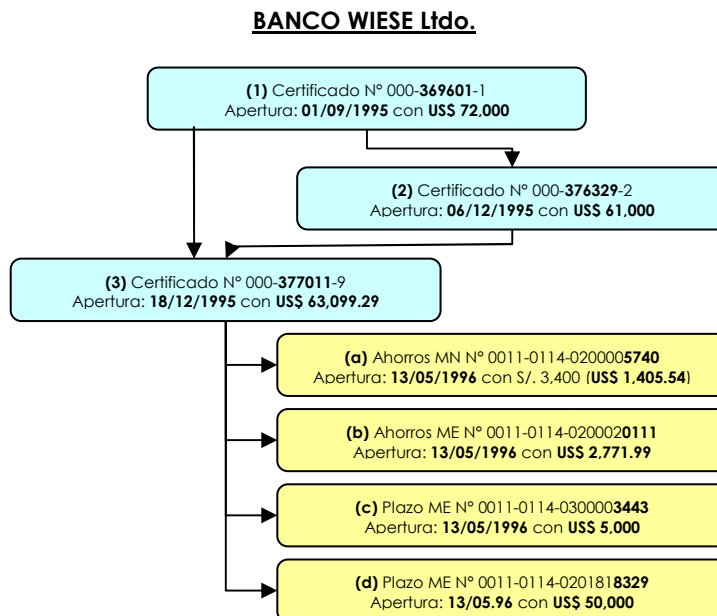 BANCO WIESE Ltdo.
(1) Certificado N° 000-369601-1
Apertura: 01/09/1995 con US$ 72,000
(2) Certificado N° 000-376329-2
Apertura: 06/12/1995 con US$ 61,000
(3) Certificado N° 000-377011-9
Apertura: 18/12/1995 con US$ 63,099.29
(a) Ahorros MN N° 0011-0114-0200005740
Apertura: 13/05/1996 con S/. 3,400 (US$ 1,405.54)
(b) Ahorros ME N° 0011-0114-0200020111
Apertura: 13/05/1996 con US$ 2,771.99
(c) Plazo ME N° 0011-0114-0300003443
Apertura: 13/05/1996 con US$ 5,000
(d) Plazo ME N° 0011-0114-0201818329
Apertura: 13/05.96 con US$ 50,000